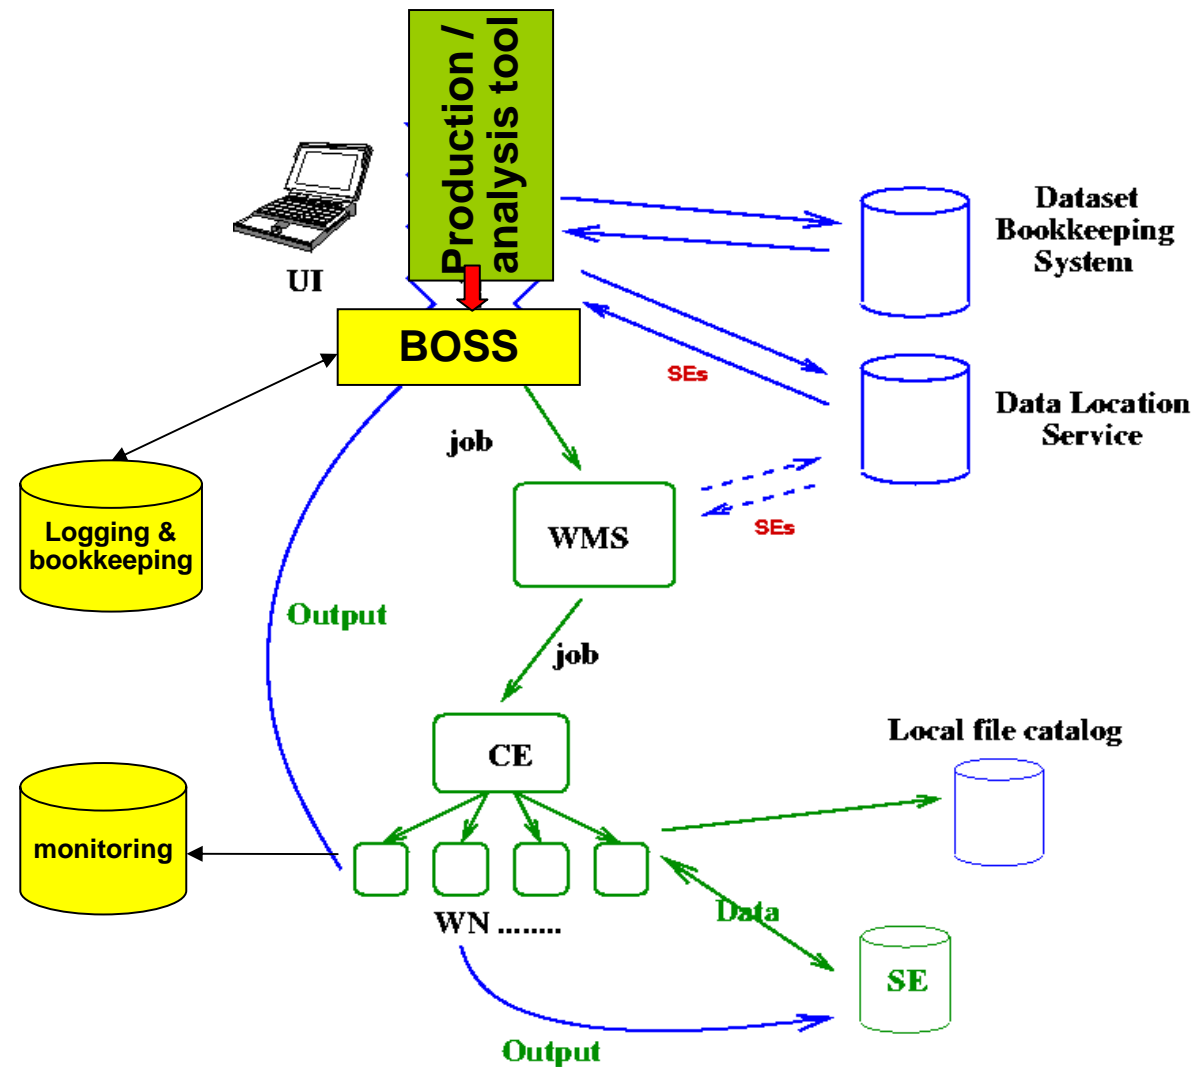 Production /
analysis tool
UI
Dataset
Bookkeeping
System
BOSS
SEs
Data Location
Service
job
WMS
SEs
Logging &
bookkeeping
Output
job
CE
Local file catalog
monitoring
WN ........
Data
SE
Output